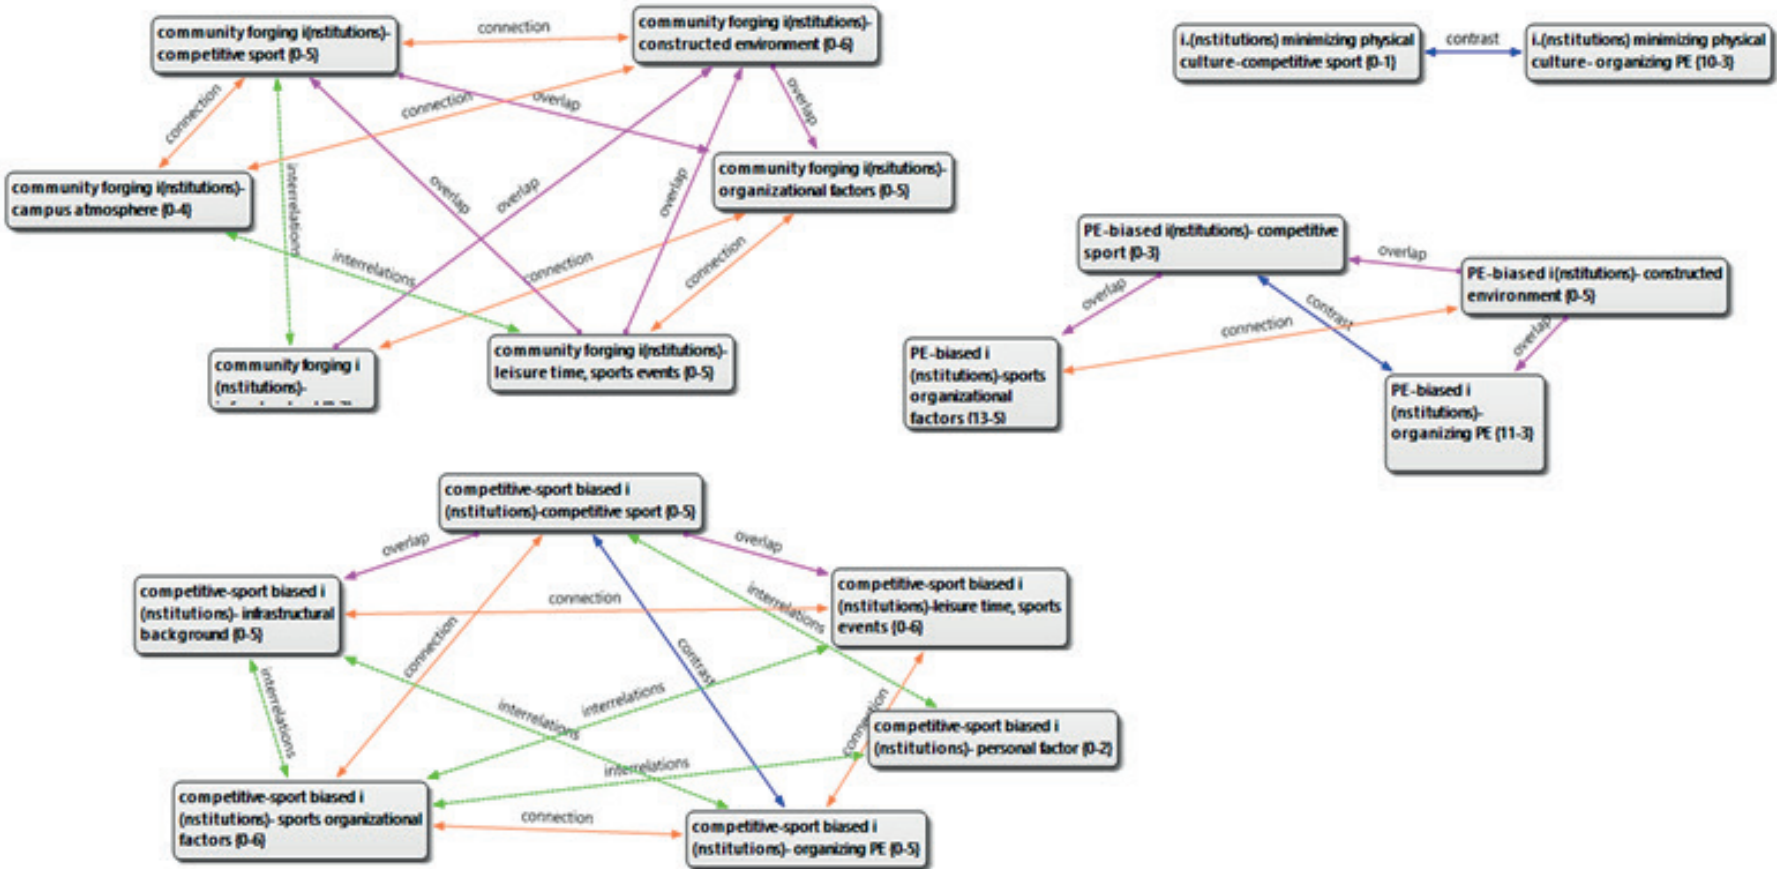 community forging i(nstitutions)-
competitive sport {0-5}
connection
community forging i(nstitutions)-
constructed environment {0-6}
i.(nstitutions) minimizing physical
culture-competitive sport {0-1}
contrast
i.(nstitutions) minimizing physical
culture- organizing PE {10-3}
connection
connection
overlap
overlap
community forging i(nstitutions)-
campus atmosphere {0-4}
interrelations
overlap
overlap
overlap
community forging i(nsitutions)-
organizational factors {0-5}
interrelations
connection
connection
community forging i
(nstitutions)-
community forging i(nstitutions)-
leisure time, sports events {0-5}
PE-biased i(nstitutions)- competitive
sport {0-3}
overlap
PE-biased i(nstitutions)- constructed
environment {0-5}
overlap
contrast
connection
overlap
PE-biased i
(nstitutions)-sports
organizational
factors {13-5}
PE-biased i
(nstitutions)-
organizing PE {11-3}
competitive-sport biased i
(nstitutions)-competitive sport {0-5}
overlap
overlap
competitive-sport biased i
(nstitutions)- infrastructural
background {0-5}
connection
competitive-sport biased i
(nstitutions)-leisure time, sports
events {0-6}
interrelations
connection
contrast
interrelations
interrelations
interrelations
connection
competitive-sport biased i
(nstitutions)- personal factor {0-2}
interrelations
competitive-sport biased i
(nstitutions)- sports organizational
factors {0-6}
connection
competitive-sport biased i
(nstitutions)- organizing PE {0-5}